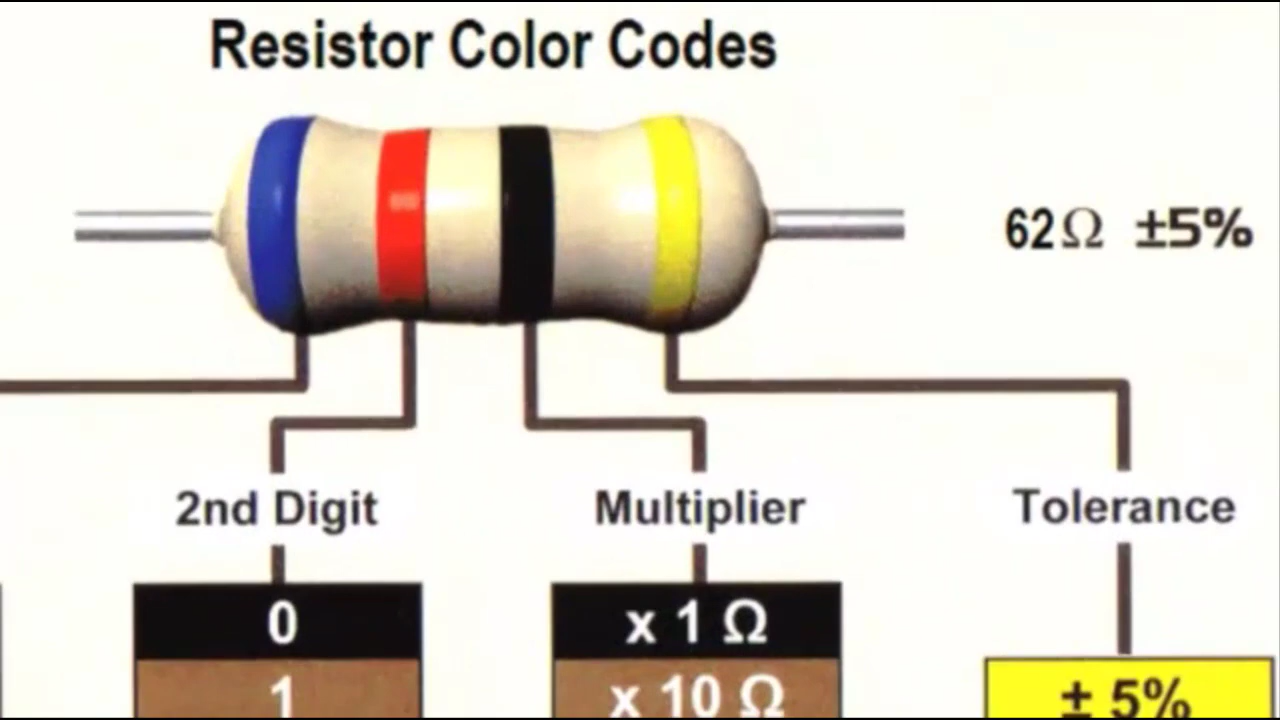 Resistor Color Codes
62Ω ±5%
2nd Digit
Multiplier
Tolerance
0
x 1 Ω
1
x 10 Ω
± 5%